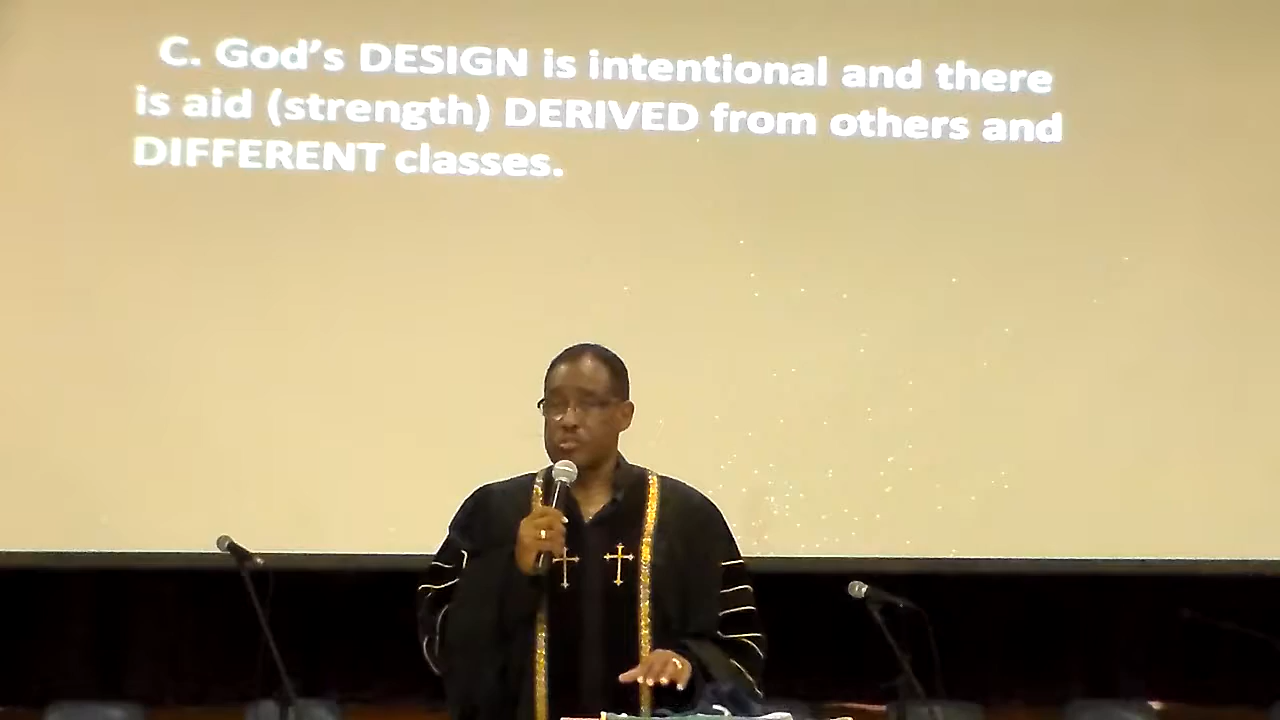 C. God’s DESIGN is intentional and there
is aid (strength) DERIVED from others and
DIFFERENT classes.